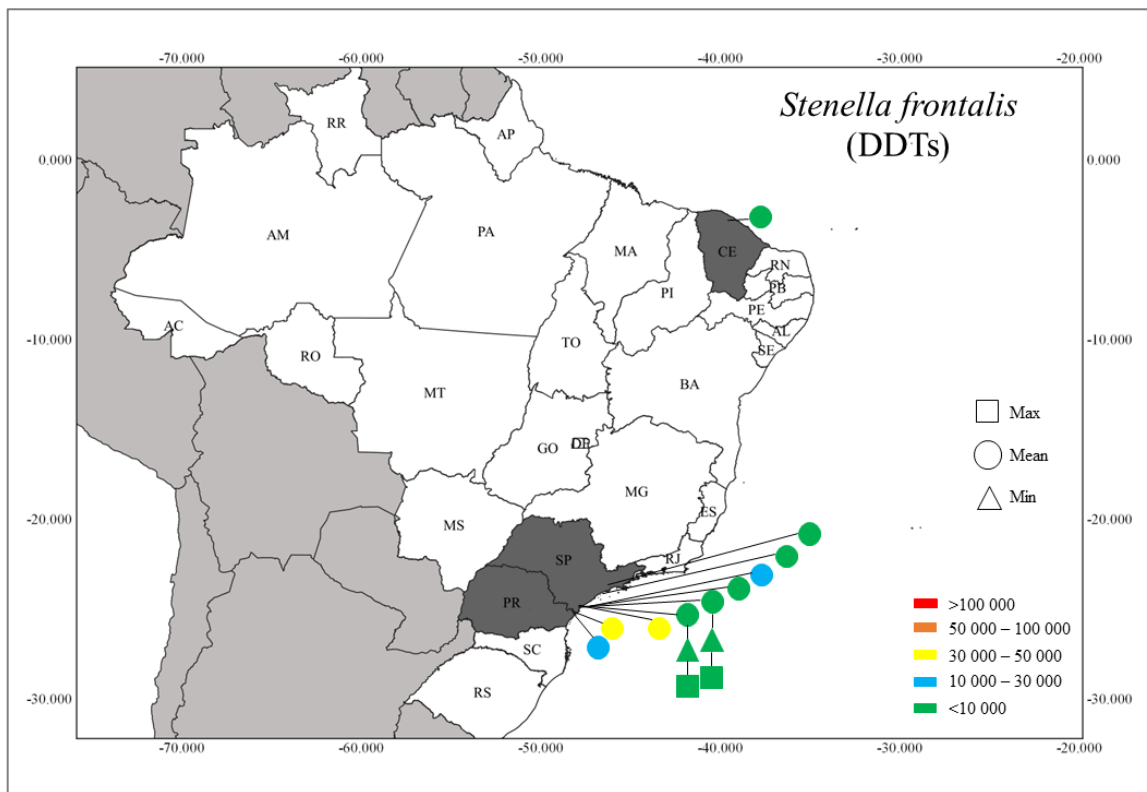 -70.000 -60.000 -50.000 -40.000 -30.000 -20.000
Stenella frontalis
(DDTs)
RR
AP
0.000 0.000
AM
PA
MA
CE
RN
PB
PI
PE
AL
SE
AC
RO
TO
-10.000 -10.000
MT
BA
GO
DF
MG
ES
MS
Max
Mean
Min
-20.000 -20.000
SP
RJ
PR
SC
RS
>100 000
50 000 – 100 000
30 000 – 50 000
10 000 – 30 000
<10 000
-30.000 -30.000
-70.000 -60.000 -50.000 -40.000 -30.000 -20.000